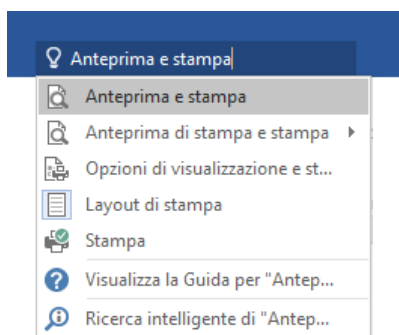 Anteprima e stampa
Anteprima e stampa
Anteprima di stampa e stampa
Opzioni di visualizzazione e st...
Layout di stampa
Stampa
Visualizza la Guida per "Antep...
Ricerca intelligente di "Antep...